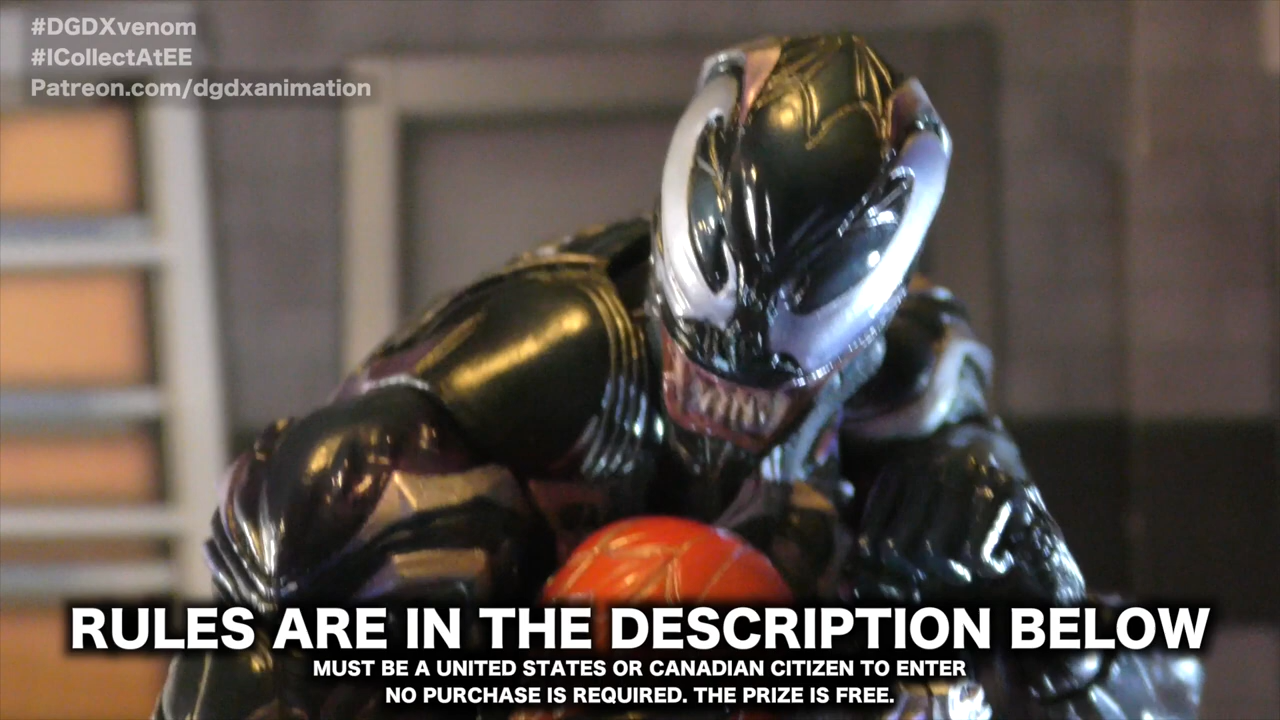 #DGDXvenom
#ICollectAtEE
Patreon.com/dgdxanimation
RULES ARE IN THE DESCRIPTION BELOW
MUST BE A UNITED STATES OR CANADIAN CITIZEN TO ENTER
NO PURCHASE IS REQUIRED. THE PRIZE IS FREE.